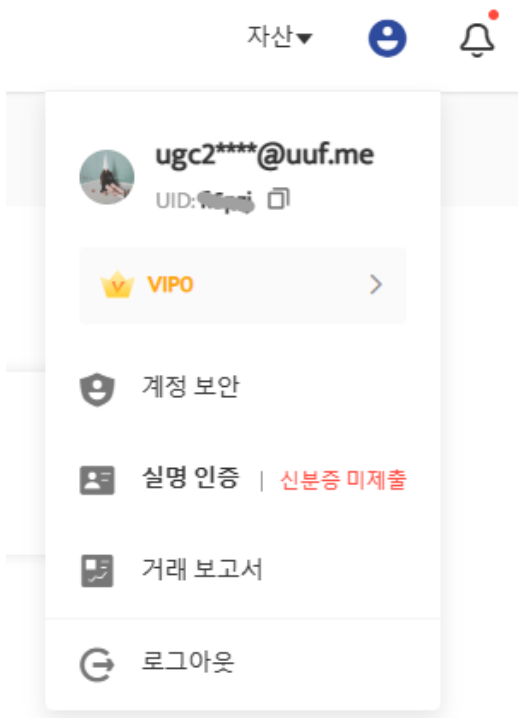 자산▼
ugc2****@uuf.me
UID:
VIP0
계정 보안
실명 인증 | 신분증 미제출
거래 보고서
로그아웃